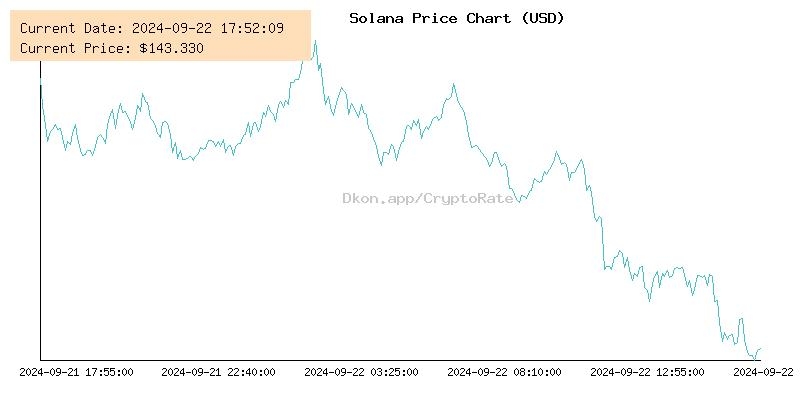 Solana Price Chart (USD)
Current Date: 2024-09-22 17:52:09
Current Price: $143.330
Dkon.app/CryptoRate
2024-09-21 17:55:00
2024-09-21 22:40:00
2024-09-22 03:25:00
2024-09-22 08:10:00
2024-09-22 12:55:00
2024-09-22